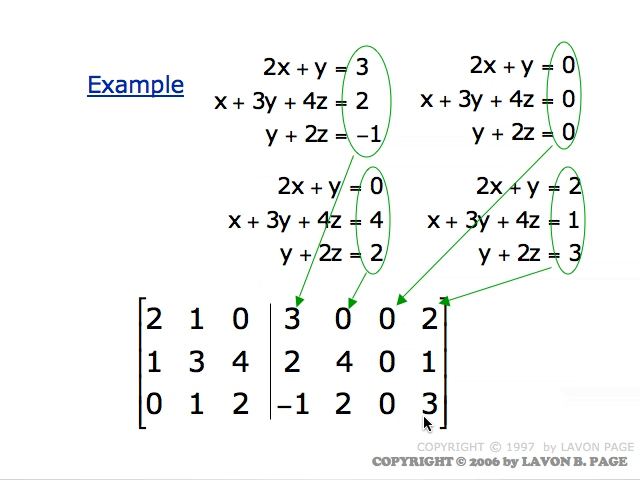 Example
2x + y = 3
x + 3y + 4z = 2
y + 2z = −1
2x + y = 0
x + 3y + 4z = 0
y + 2z = 0
2x + y = 0
x + 3y + 4z = 4
y + 2z = 2
2x + y = 2
x + 3y + 4z = 1
y + 2z = 3
2 1 0 3 0 0 2
1 3 4 2 4 0 1
0 1 2 −1 2 0 3
COPYRIGHT © 1997 by LAVON PAGE
COPYRIGHT © 2006 by LAVON B. PAGE